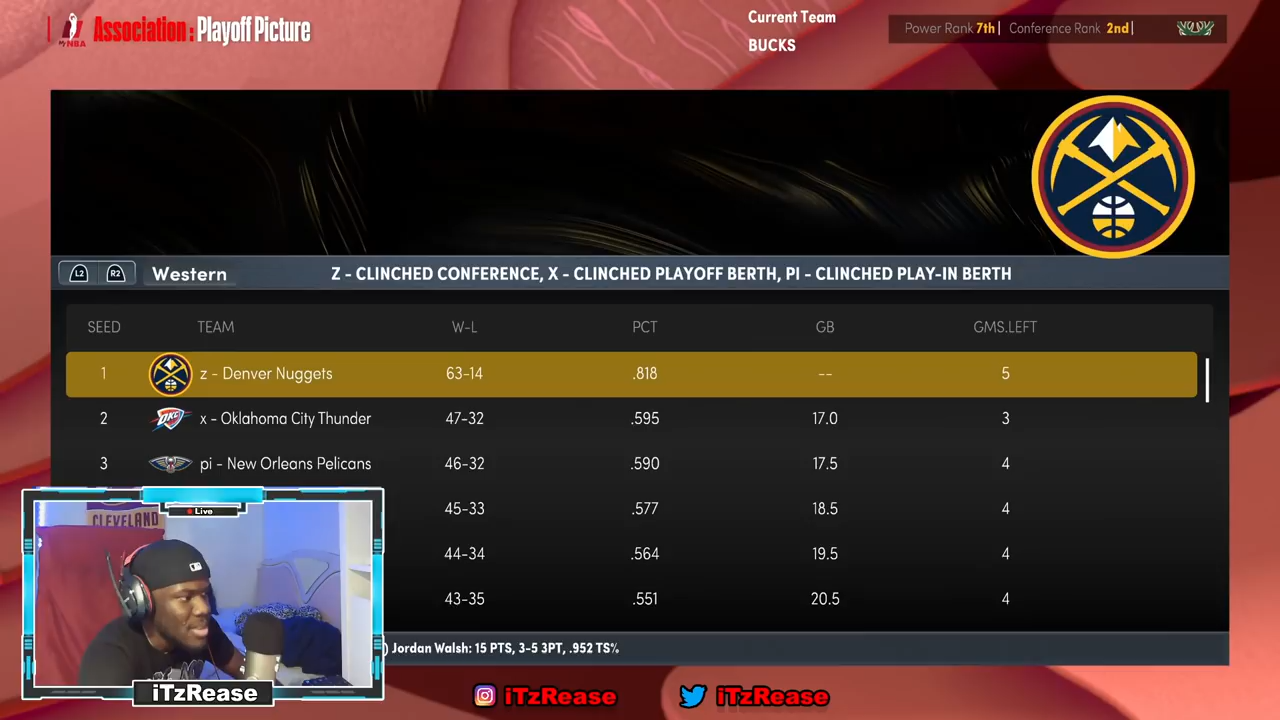 MyNBA
Association : Playoff Picture
Current Team
BUCKS
Power Rank 7th | Conference Rank 2nd |
L2 R2 Western Z - CLINCHED CONFERENCE, X - CLINCHED PLAYOFF BERTH, PI - CLINCHED PLAY-IN BERTH
SEED TEAM W-L PCT GB GMS.LEFT
1 z - Denver Nuggets 63-14 .818 -- 5
2 OKC x - Oklahoma City Thunder 47-32 .595 17.0 3
3 pi - New Orleans Pelicans 46-32 .590 17.5 4
45-33 .577 18.5 4
44-34 .564 19.5 4
43-35 .551 20.5 4
Live
CLEVELAND
) Jordan Walsh: 15 PTS, 3-5 3PT, .952 TS%
iTzRease
iTzRease
iTzRease